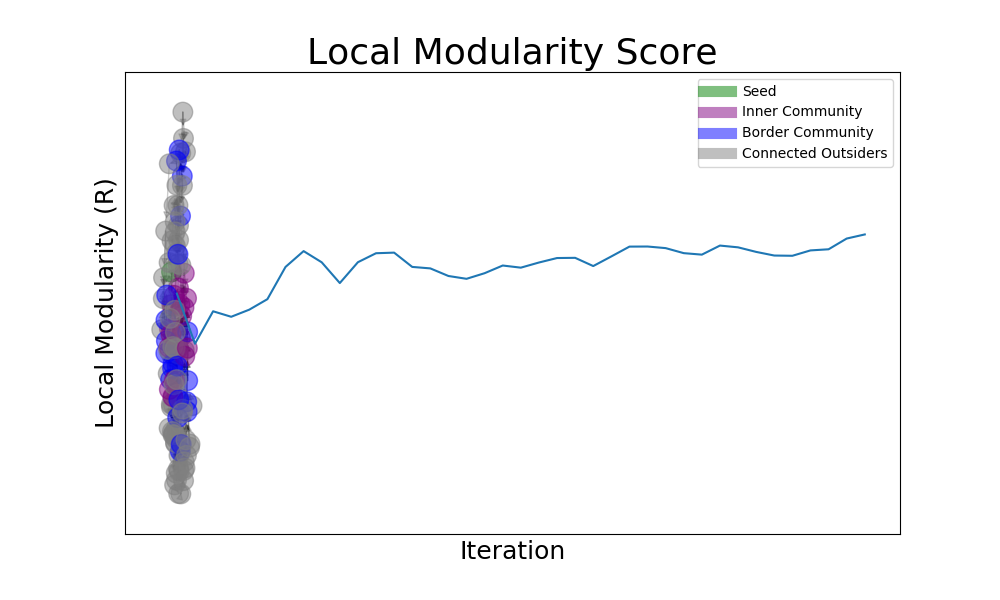 Local Modularity Score
Seed
Inner Community
Border Community
Connected Outsiders
Local Modularity (R)
Iteration